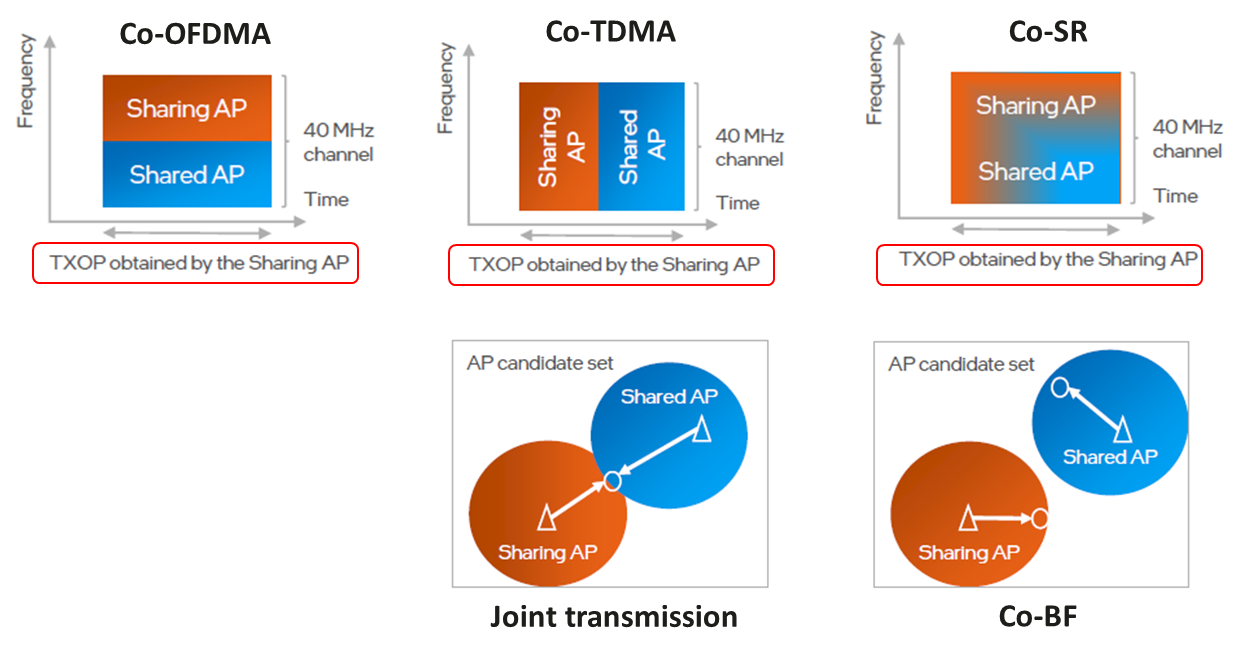 Co-OFDMA
Frequency
Sharing AP
Shared AP
40 MHz
channel
Time
TXOP obtained by the Sharing AP
Co-TDMA
Frequency
Sharing
AP
Shared
AP
40 MHz
channel
Time
TXOP obtained by the Sharing AP
Co-SR
Frequency
Sharing AP
Shared AP
40 MHz
channel
Time
TXOP obtained by the Sharing AP
AP candidate set
Shared AP
Sharing AP
Joint transmission
AP candidate set
Shared AP
Sharing AP
Co-BF